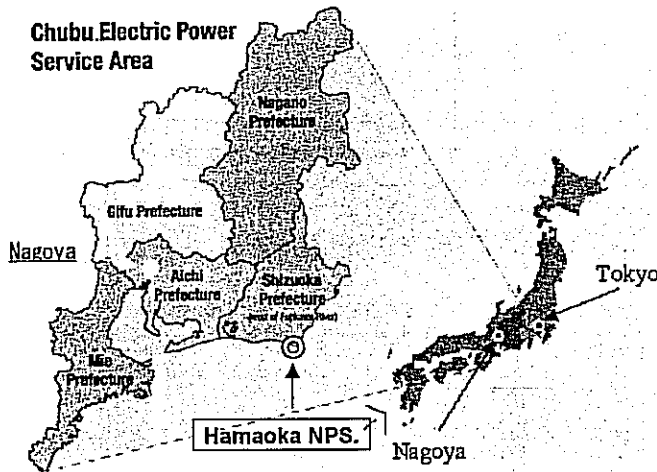 Chubu Electric Power
Service Area
Nagano
Prefecture
Gifu Prefecture
Nagoya
Aichi
Prefecture
Shizuoka
Prefecture
Mie
Prefecture
Tokyo
Hamaoka NPS.
Nagoya